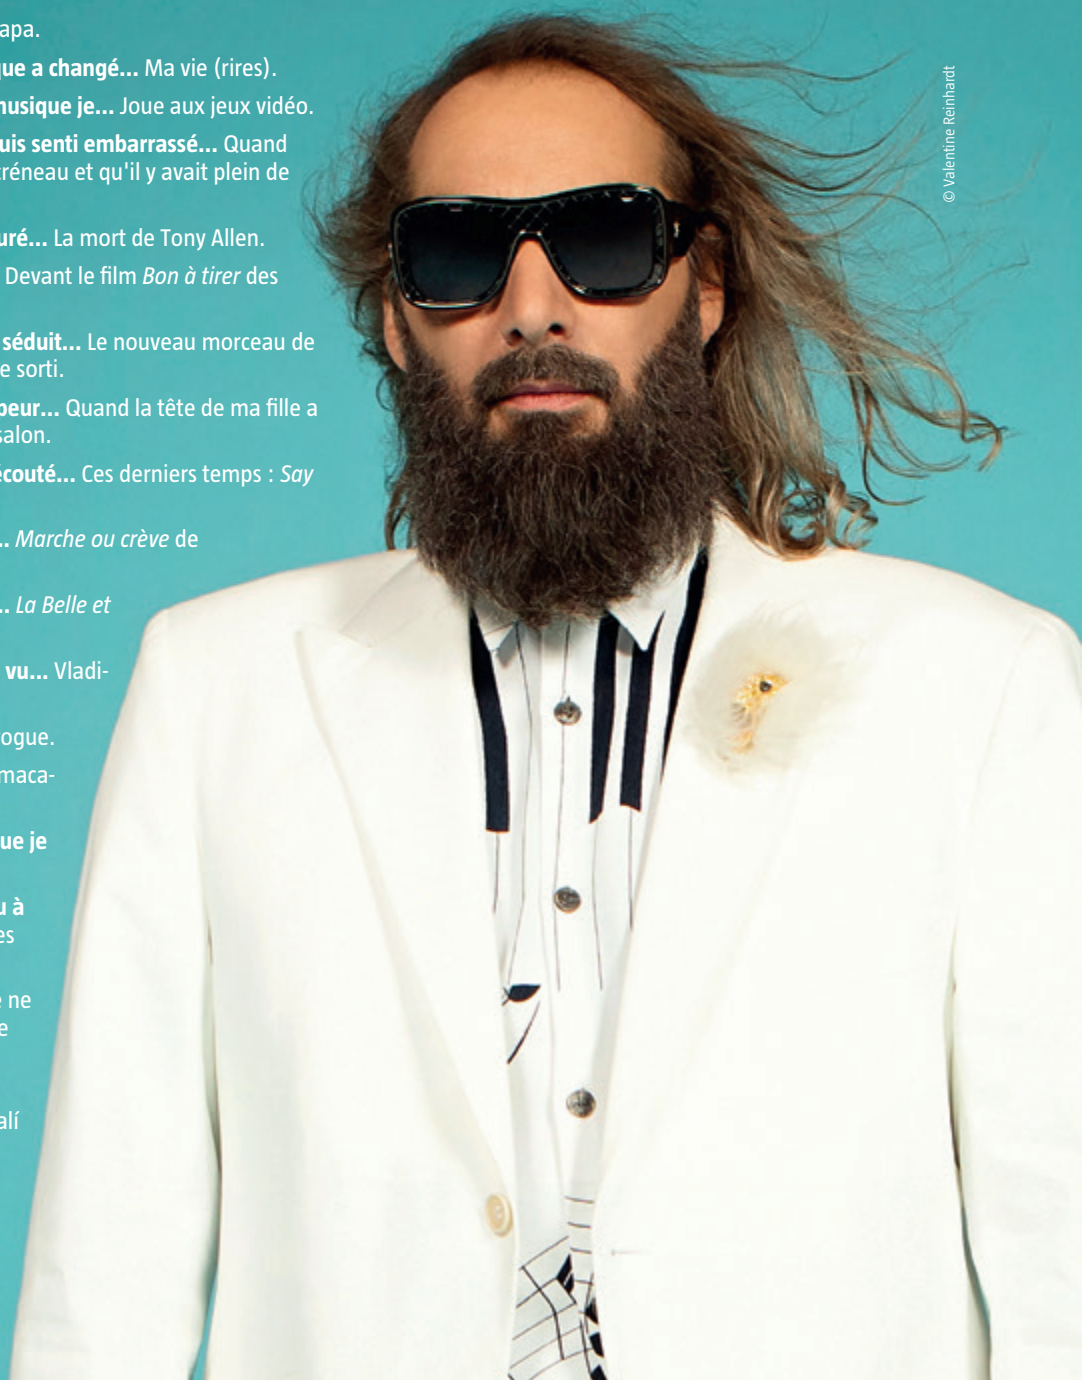 apa.
que a changé... Ma vie (rires).
musique je... Joue aux jeux vidéo.
uis senti embarrassé... Quand
créneau et qu'il y avait plein de
uré... La mort de Tony Allen.
Devant le film Bon à tirer des
séduit... Le nouveau morceau de
e sorti.
peur... Quand la tête de ma fille a
salon.
écouté... Ces derniers temps : Say
.. Marche ou crève de
.. La Belle et
vu... Vladi-
ogue.
maca-
ue je
u à
es
e ne
e
alí
© Valentine Reinhardt